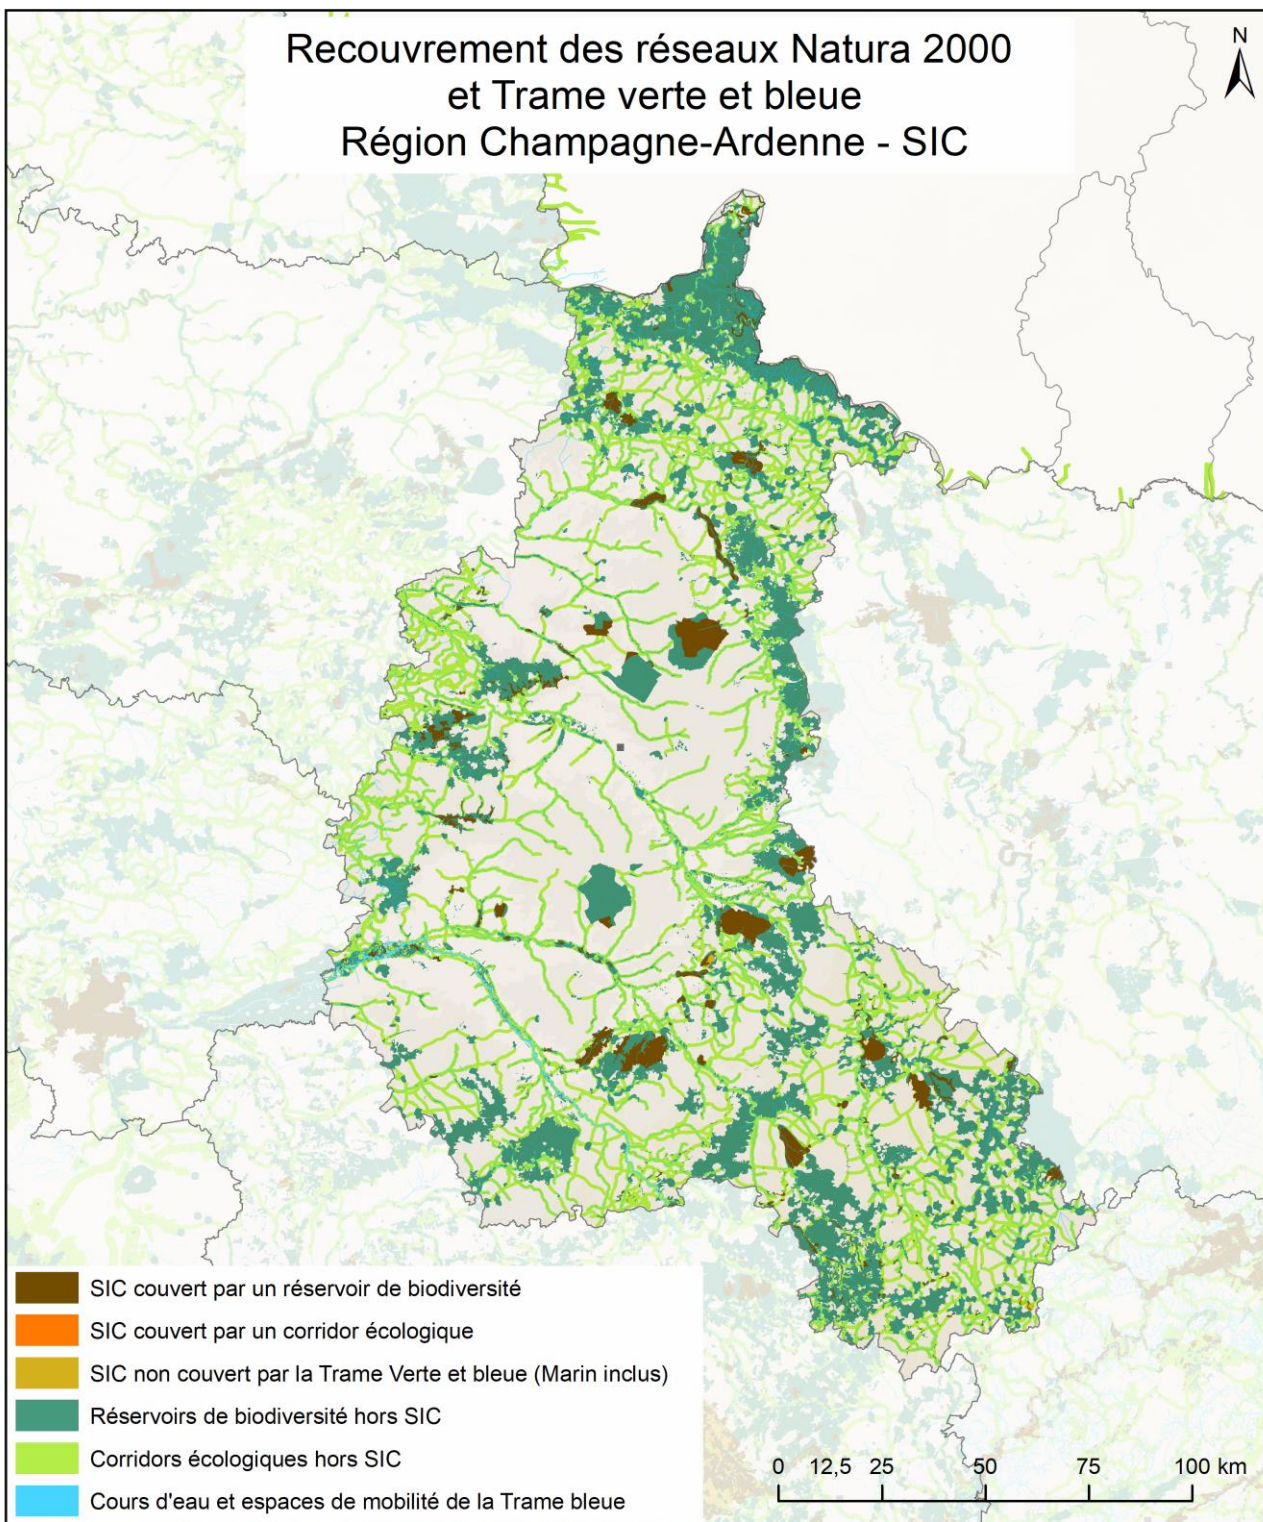 Recouvrement des réseaux Natura 2000
et Trame verte et bleue
Région Champagne-Ardenne - SIC
N
SIC couvert par un réservoir de biodiversité
SIC couvert par un corridor écologique
SIC non couvert par la Trame Verte et bleue (Marin inclus)
Réservoirs de biodiversité hors SIC
Corridors écologiques hors SIC
Cours d'eau et espaces de mobilité de la Trame bleue
0 12,5 25 50 75 100 km